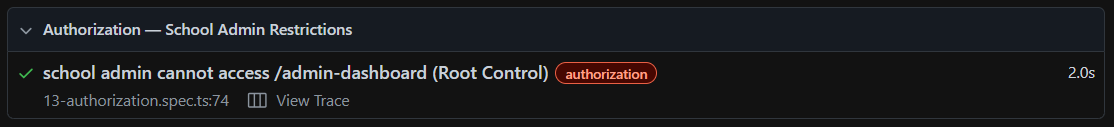 Authorization — School Admin Restrictions
school admin cannot access /admin-dashboard (Root Control) authorization 2.0s
13-authorization.spec.ts:74 View Trace